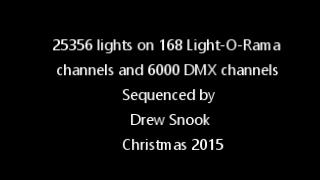 25356 lights on 168 Light-O-Rama
channels and 6000 DMX channels
Sequenced by
Drew Snook
Christmas 2015